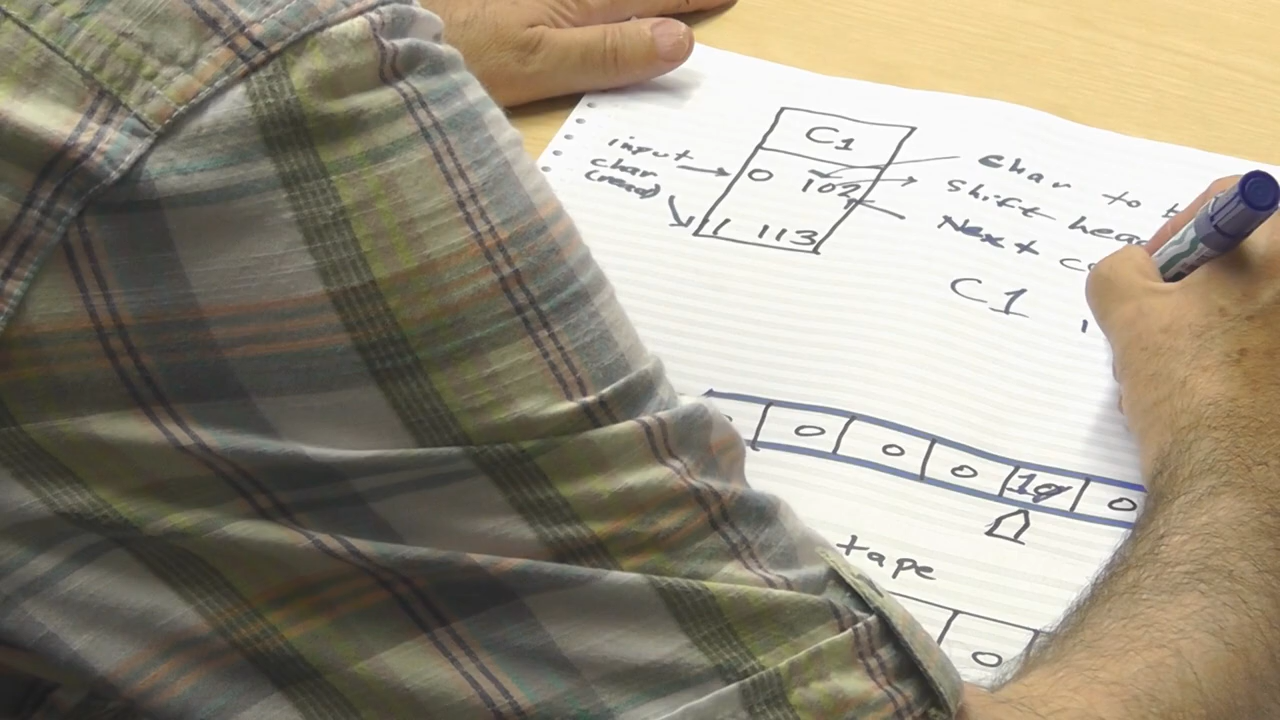 C1
0 102
1 113
input
char
(read)
char to
shift head
Next
C1
0 0 0 10 0
tape
0